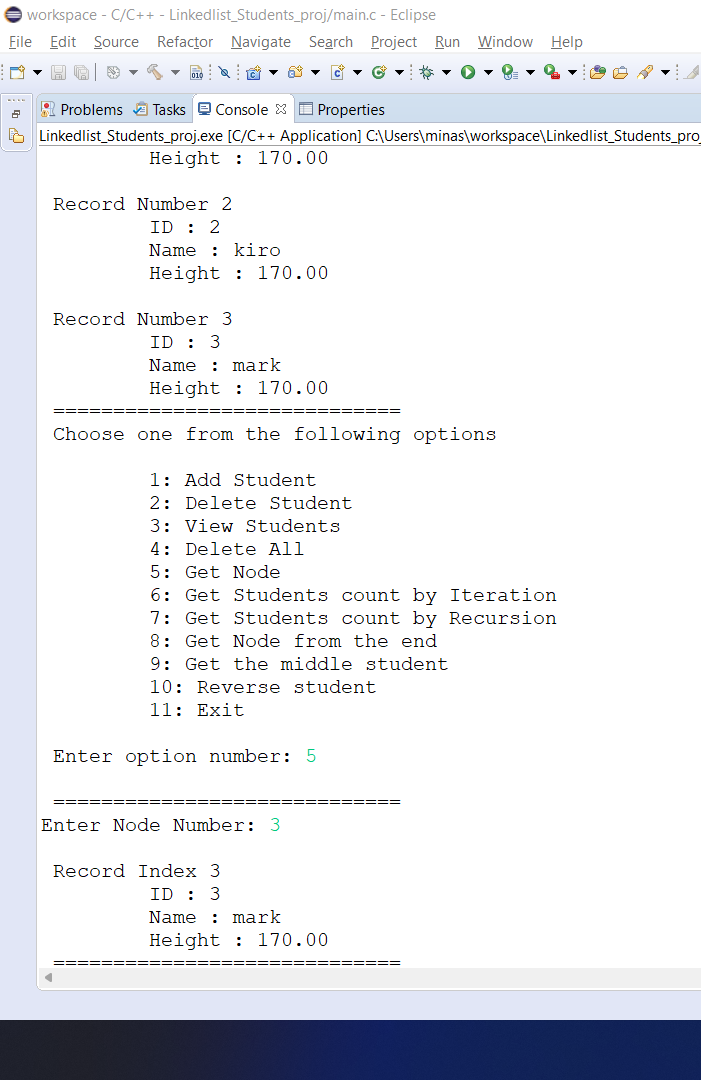 workspace - C/C++ - Linkedlist_Students_proj/main.c - Eclipse
File Edit Source Refactor Navigate Search Project Run Window Help
010
Problems Tasks Console Properties
Linkedlist_Students_proj.exe [C/C++ Application] C:\Users\minas\workspace\Linkedlist_Students_proj
Height : 170.00
Record Number 2
ID : 2
Name : kiro
Height : 170.00
Record Number 3
ID : 3
Name : mark
Height : 170.00
=============================
Choose one from the following options
1: Add Student
2: Delete Student
3: View Students
4: Delete All
5: Get Node
6: Get Students count by Iteration
7: Get Students count by Recursion
8: Get Node from the end
9: Get the middle student
10: Reverse student
11: Exit
Enter option number: 5
=============================
Enter Node Number: 3
Record Index 3
ID : 3
Name : mark
Height : 170.00
=============================